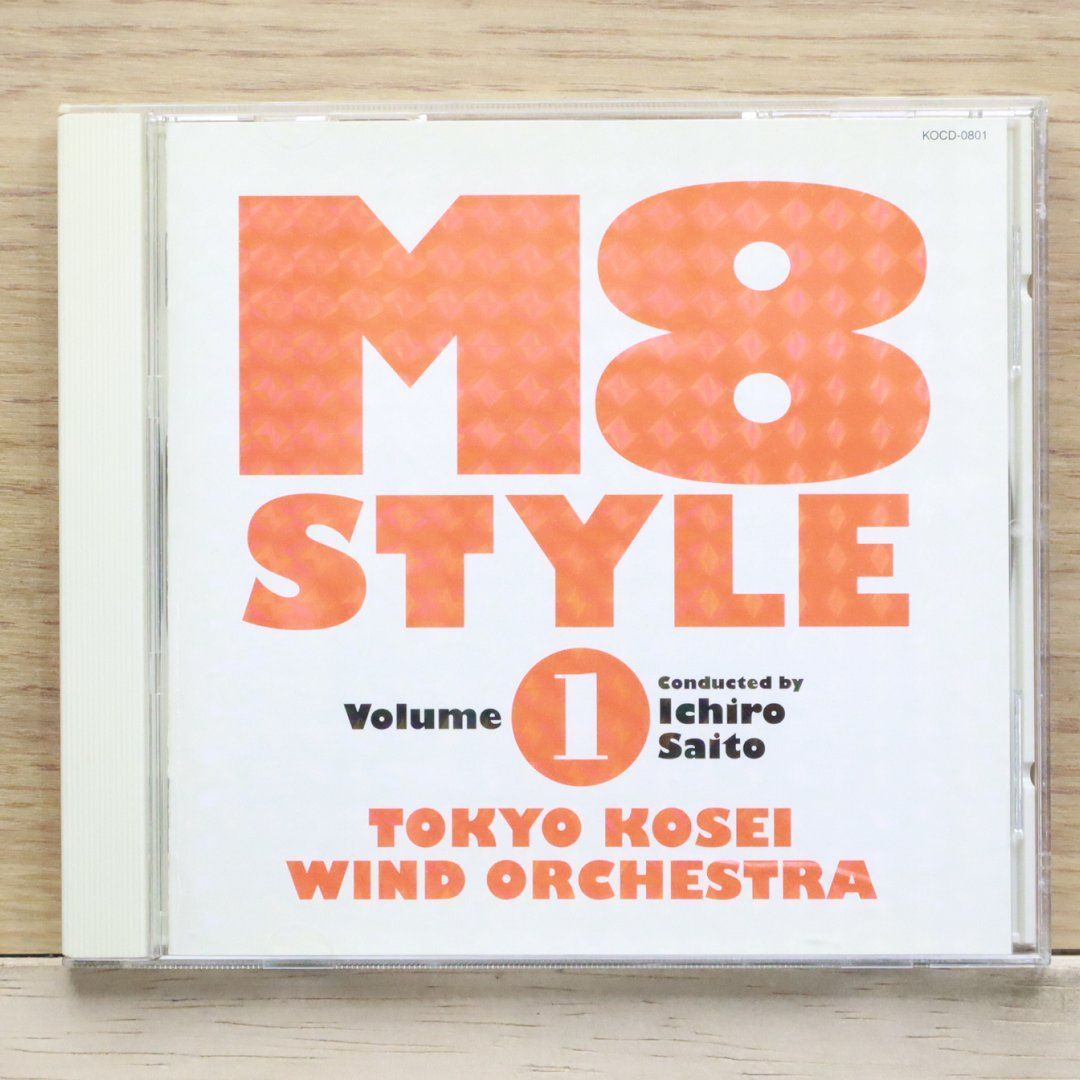 KOCD-0801
M8
STYLE
Volume 1 Conducted by
Ichiro
Saito
TOKYO KOSEI
WIND ORCHESTRA